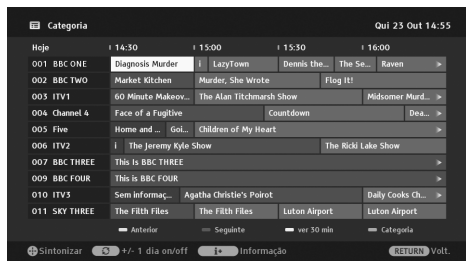 Categoria Qui 23 Out 14:55
Hoje 14:30 15:00 15:30 16:00
001 BBC ONE Diagnosis Murder i LazyTown Dennis the... The Se... Raven
002 BBC TWO Market Kitchen Murder, She Wrote Flog It!
003 ITV1 60 Minute Makeov... The Alan Titchmarsh Show Midsomer Murd...
004 Channel 4 Face of a Fugitive Countdown Dea...
005 Five Home and ... Goi... Children of My Heart
006 ITV2 i The Jeremy Kyle Show The Ricki Lake Show
007 BBC THREE This Is BBC THREE
009 BBC FOUR This is BBC FOUR
010 ITV3 Sem informaç... Agatha Christie's Poirot Daily Cooks Ch...
011 SKY THREE The Filth Files The Filth Files Luton Airport Luton Airport
Anterior Seguinte ver 30 min Categoria
Sintonizar +/- 1 dia on/off i+ Informação RETURN Volt.